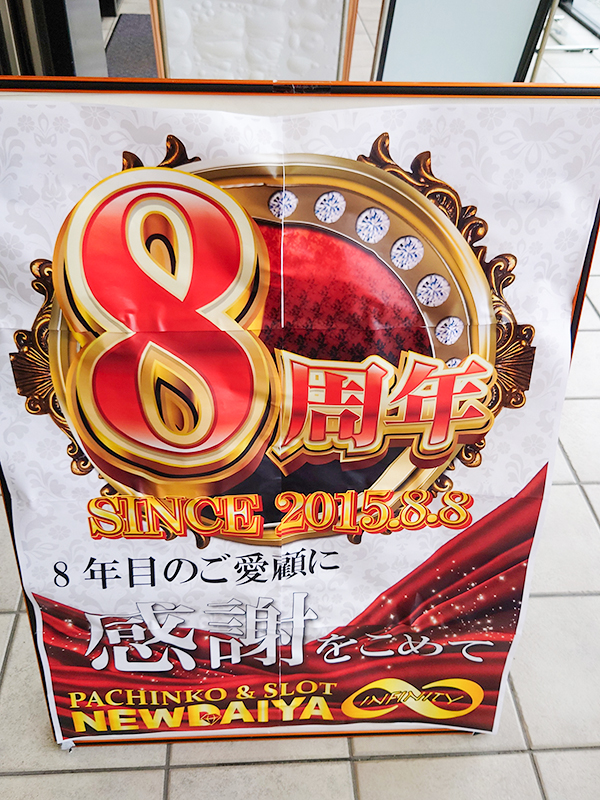 8周年
SINCE 2015.8.8
8年目のご愛顧に
感謝をこめて
PACHINKO & SLOT
NEWDAIYA
INFINITY